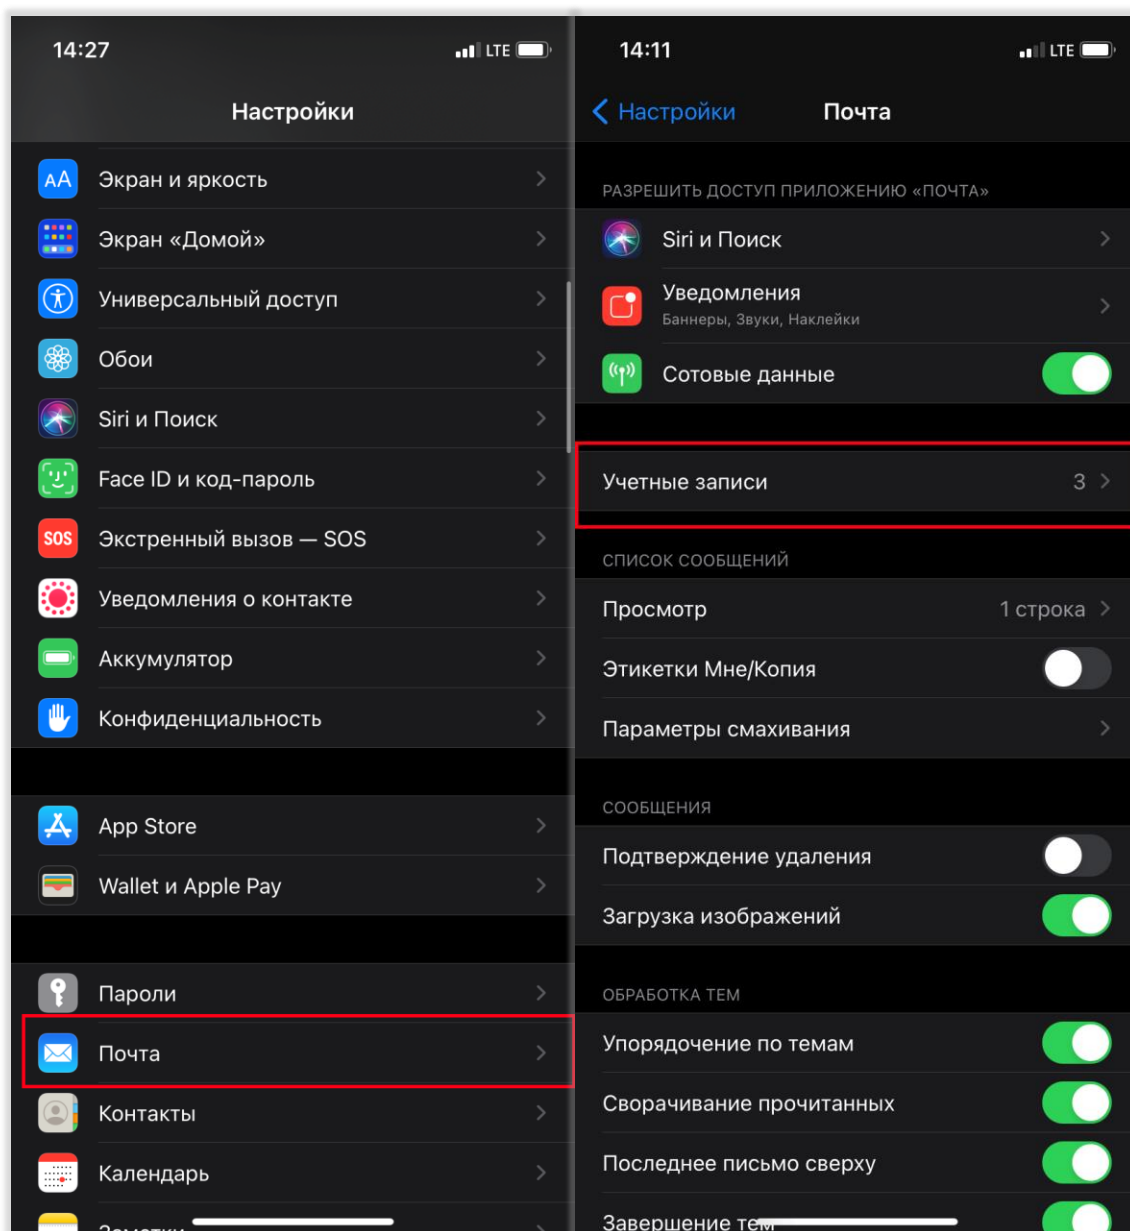 14:27
LTE
Настройки
AA
Экран и яркость
Экран «Домой»
Универсальный доступ
Обои
Siri и Поиск
Face ID и код-пароль
SOS
Экстренный вызов — SOS
Уведомления о контакте
Аккумулятор
Конфиденциальность
App Store
Wallet и Apple Pay
Пароли
Почта
Контакты
Календарь
Заметки
14:11
LTE
Настройки
Почта
РАЗРЕШИТЬ ДОСТУП ПРИЛОЖЕНИЮ «ПОЧТА»
Siri и Поиск
Уведомления
Баннеры, Звуки, Наклейки
Сотовые данные
Учетные записи 3
СПИСОК СООБЩЕНИЙ
Просмотр 1 строка
Этикетки Мне/Копия
Параметры смахивания
СООБЩЕНИЯ
Подтверждение удаления
Загрузка изображений
ОБРАБОТКА ТЕМ
Упорядочение по темам
Сворачивание прочитанных
Последнее письмо сверху
Завершение тем